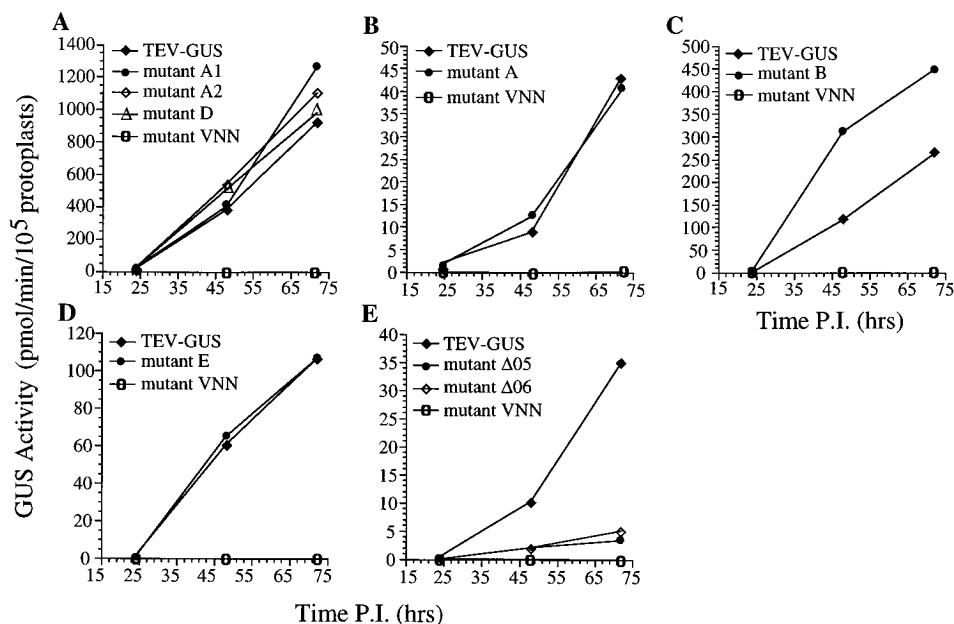 GUS Activity (pmol/min/10⁵ protoplasts)
A
TEV-GUS
mutant A1
mutant A2
mutant D
mutant VNN
1400
1200
1000
800
600
400
200
0
15 25 35 45 55 65 75
B
TEV-GUS
mutant A
mutant VNN
50
45
40
35
30
25
20
15
10
5
0
15 25 35 45 55 65 75
C
TEV-GUS
mutant B
mutant VNN
500
450
400
350
300
250
200
150
100
50
0
15 25 35 45 55 65 75
Time P.I. (hrs)
D
TEV-GUS
mutant E
mutant VNN
120
100
80
60
40
20
0
15 25 35 45 55 65 75
E
TEV-GUS
mutant Δ05
mutant Δ06
mutant VNN
40
35
30
25
20
15
10
5
0
15 25 35 45 55 65 75
Time P.I. (hrs)